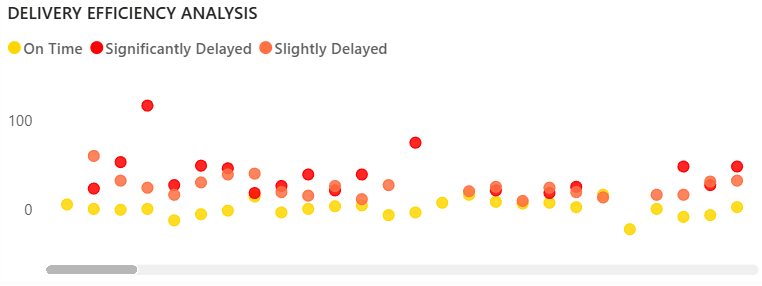 DELIVERY EFFICIENCY ANALYSIS
On Time Significantly Delayed Slightly Delayed
100
0